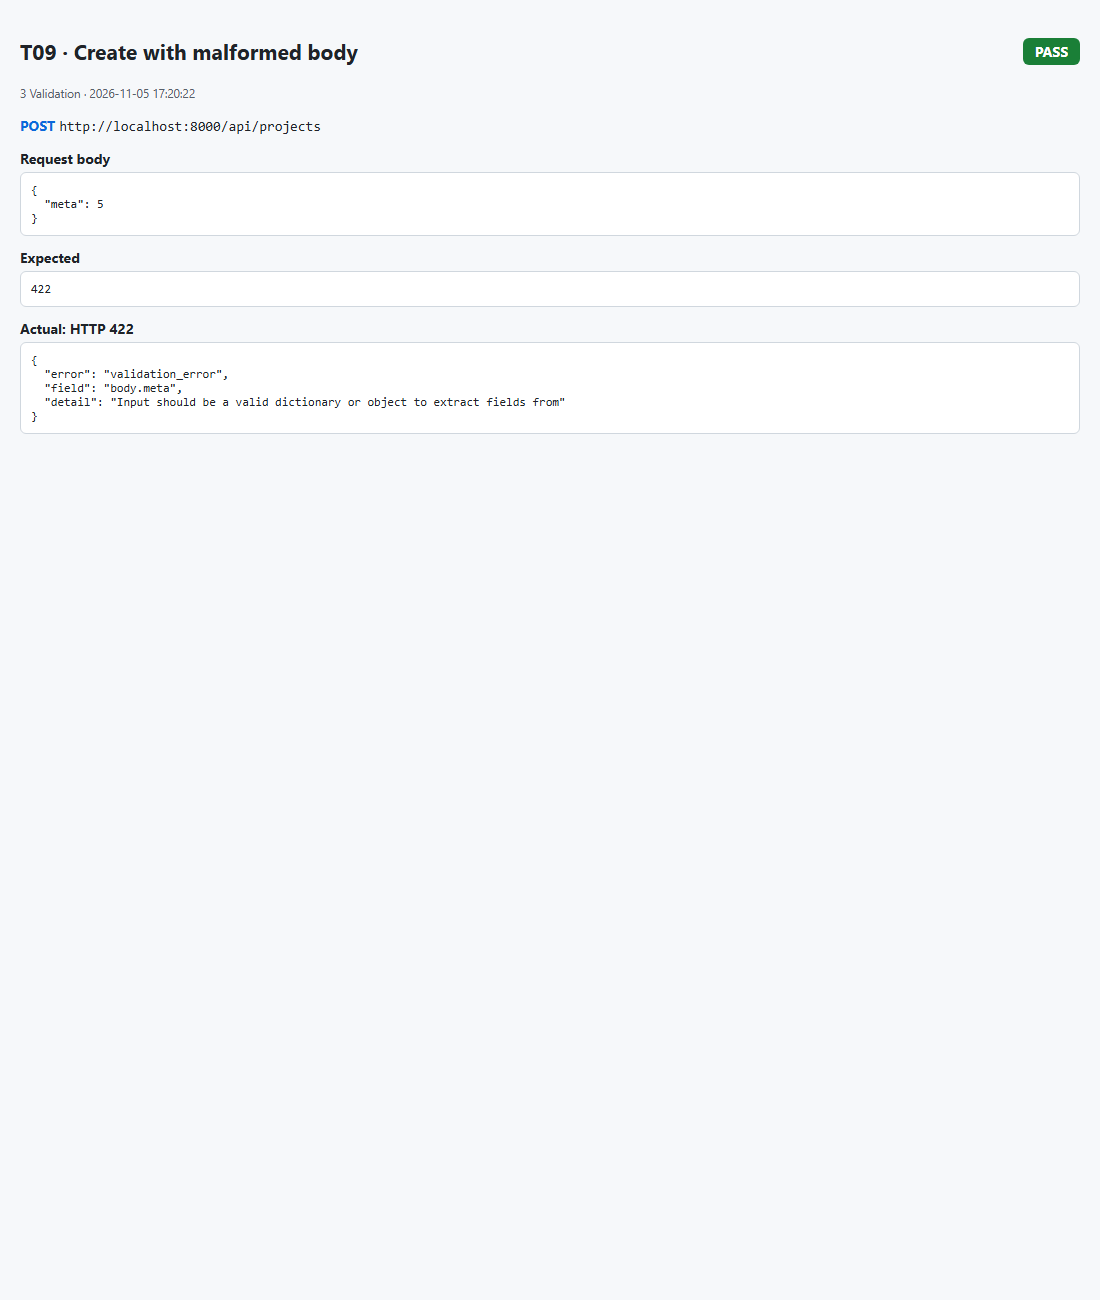 T09 · Create with malformed body
PASS
3 Validation · 2026-11-05 17:20:22
POST http://localhost:8000/api/projects
Request body
{
  "meta": 5
}
Expected
422
Actual: HTTP 422
{
  "error": "validation_error",
  "field": "body.meta",
  "detail": "Input should be a valid dictionary or object to extract fields from"
}